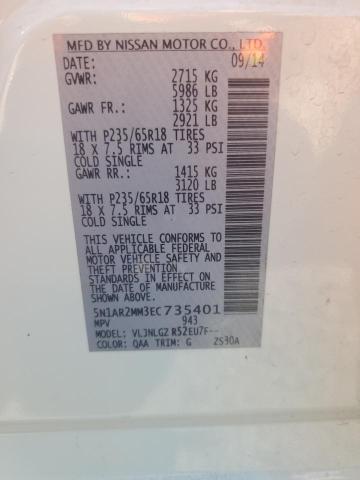 MFD BY NISSAN MOTOR CO., LTD.
DATE: 09/14
GVWR: 2715 KG
5986 LB
GAWR FR.: 1325 KG
2921 LB
WITH P235/65R18 TIRES
18 X 7.5 RIMS AT 33 PSI
COLD SINGLE
GAWR RR.: 1415 KG
3120 LB
WITH P235/65R18 TIRES
18 X 7.5 RIMS AT 33 PSI
COLD SINGLE
THIS VEHICLE CONFORMS TO
ALL APPLICABLE FEDERAL
MOTOR VEHICLE SAFETY AND
THEFT PREVENTION
STANDARDS IN EFFECT ON
THE DATE OF MANUFACTURE
SHOWN ABOVE.
5N1AR2MM3EC735401
MPV 943
MODEL: VLJNLGZ R52EU7F--
COLOR: QAA TRIM: G 2S30A